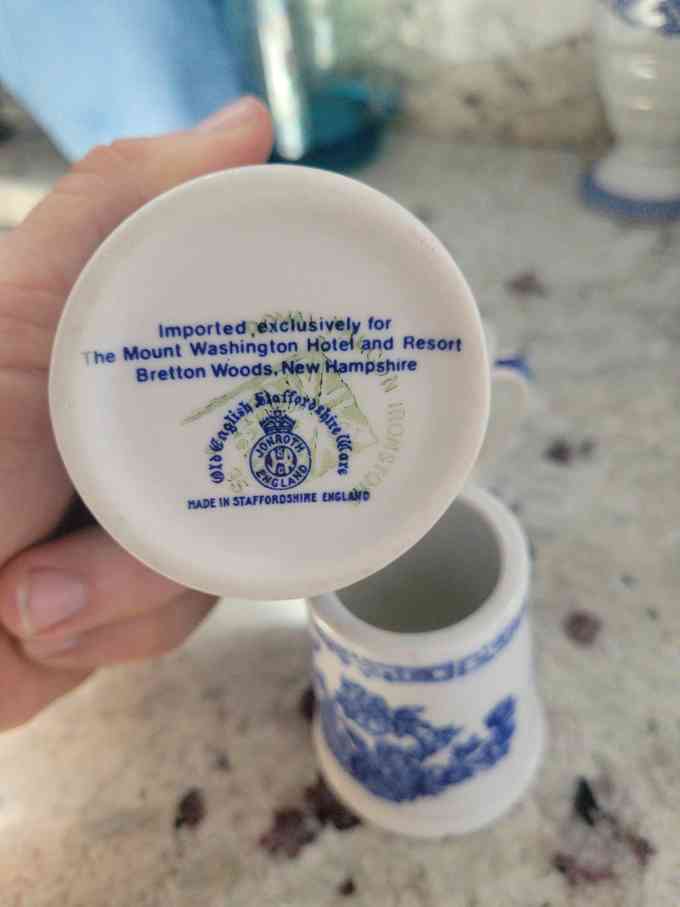 Imported exclusively for
The Mount Washington Hotel and Resort
Bretton Woods, New Hampshire
Old English Staffordshire Ware
JONROTH
ENGLAND
MADE IN STAFFORDSHIRE ENGLAND
IRONSTONE